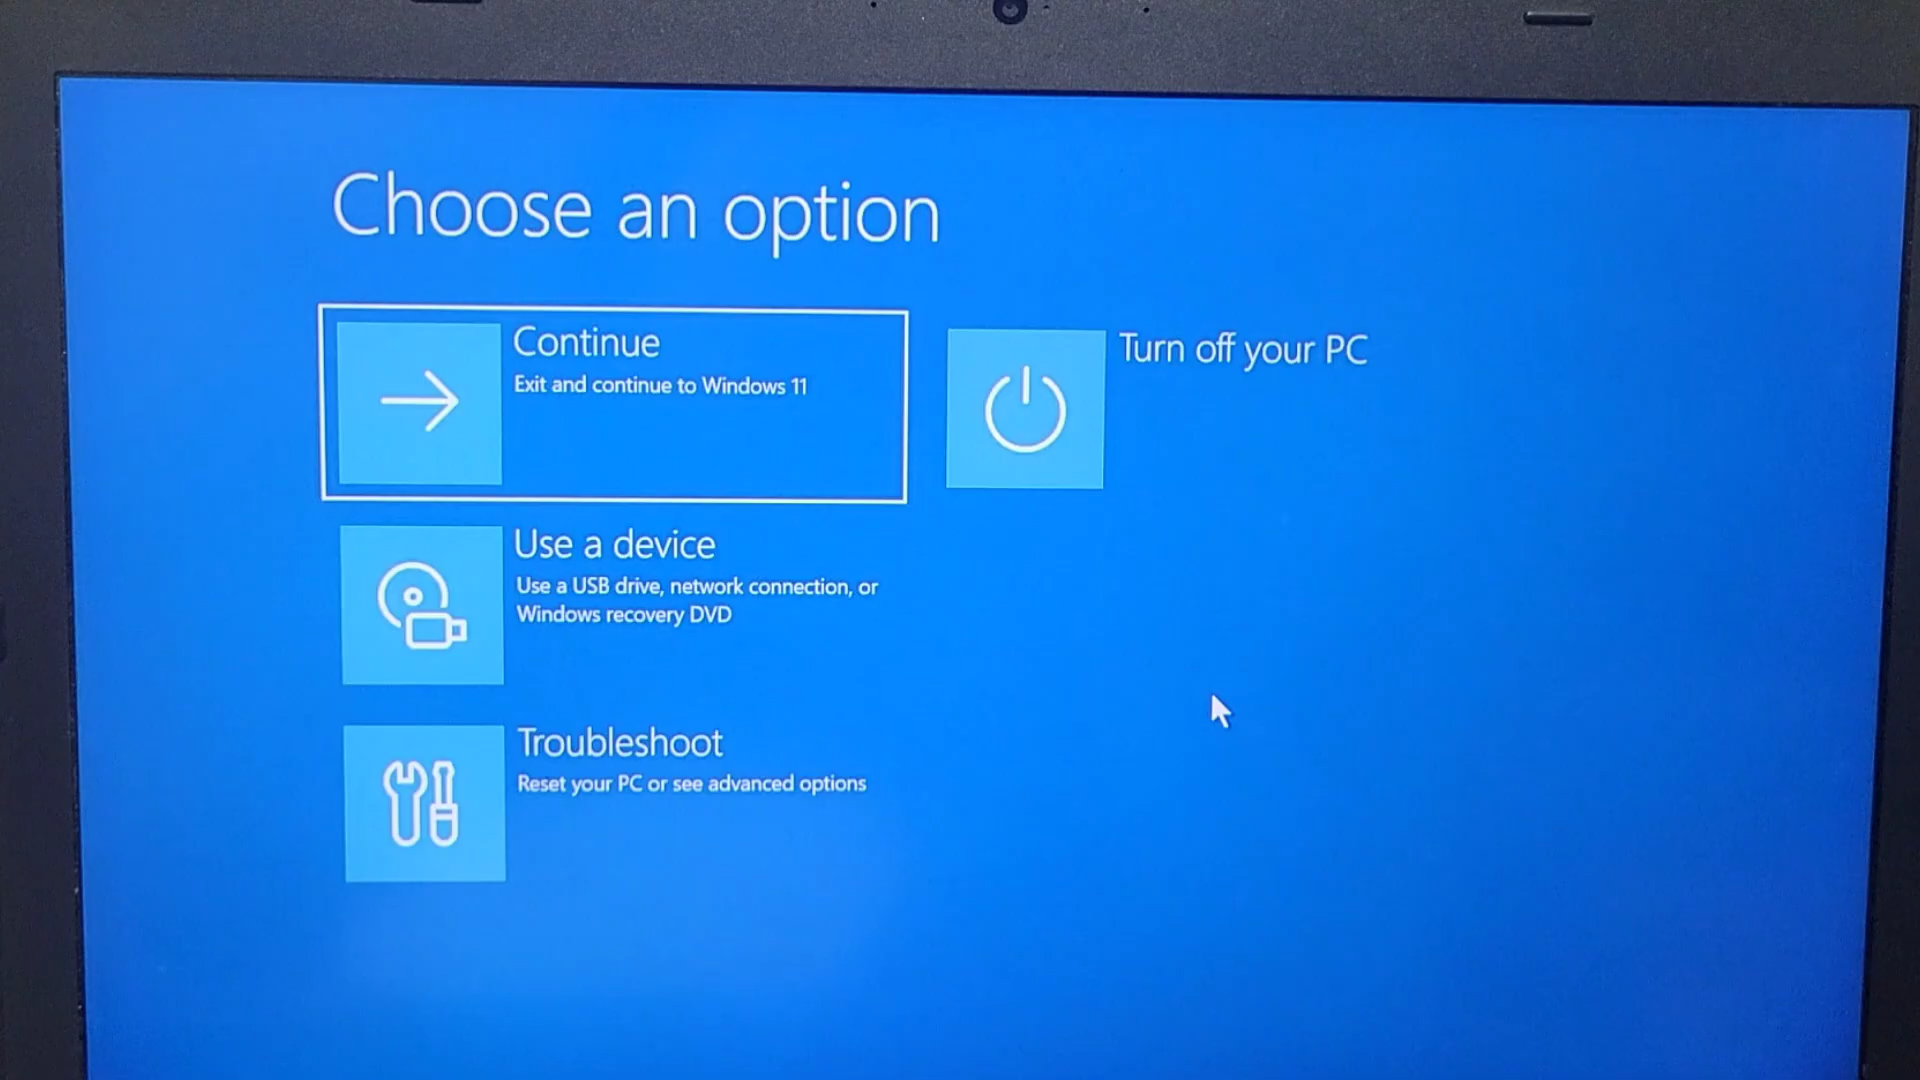 Choose an option
Continue
Exit and continue to Windows 11
Turn off your PC
Use a device
Use a USB drive, network connection, or
Windows recovery DVD
Troubleshoot
Reset your PC or see advanced options